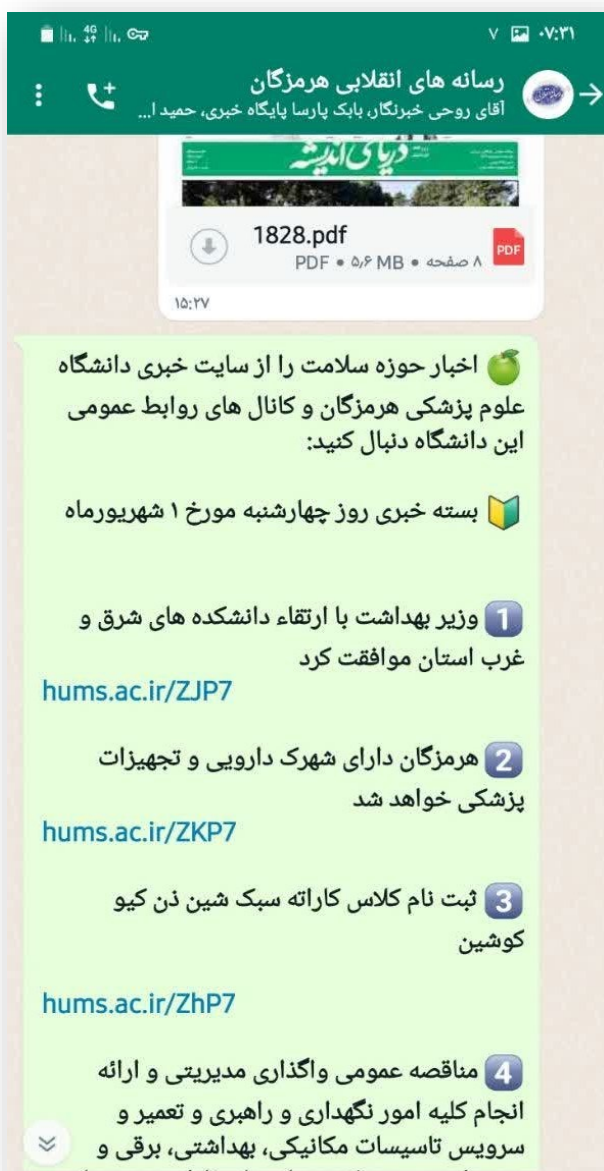 4G ۰۷:۳۱
رسانه های انقلابی هرمزگان
آقای روحی خبرنگار، بابک پارسا پایگاه خبری، حمید ا...
دریای اندیشه
1828.pdf
۸ صفحه • ۵٫۶ MB • PDF
PDF
۱۵:۲۷
🍏 اخبار حوزه سلامت را از سایت خبری دانشگاه
علوم پزشکی هرمزگان و کانال های روابط عمومی
این دانشگاه دنبال کنید:
🔰 بسته خبری روز چهارشنبه مورخ ۱ شهریورماه
1️⃣ وزیر بهداشت با ارتقاء دانشکده های شرق و
غرب استان موافقت کرد
hums.ac.ir/ZJP7
2️⃣ هرمزگان دارای شهرک دارویی و تجهیزات
پزشکی خواهد شد
hums.ac.ir/ZKP7
3️⃣ ثبت نام کلاس کاراته سبک شین ذن کیو
کوشین
hums.ac.ir/ZhP7
4️⃣ مناقصه عمومی واگذاری مدیریتی و ارائه
انجام کلیه امور نگهداری و راهبری و تعمیر و
سرویس تاسیسات مکانیکی، بهداشتی، برقی و